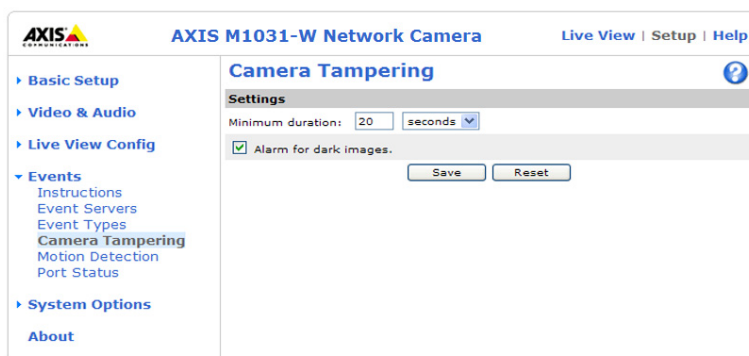 AXIS
COMMUNICATIONS
AXIS M1031-W Network Camera
Live View | Setup | Help
Basic Setup
Video & Audio
Live View Config
Events
Instructions
Event Servers
Event Types
Camera Tampering
Motion Detection
Port Status
System Options
About
Camera Tampering
?
Settings
Minimum duration: 20 seconds
Alarm for dark images.
Save Reset